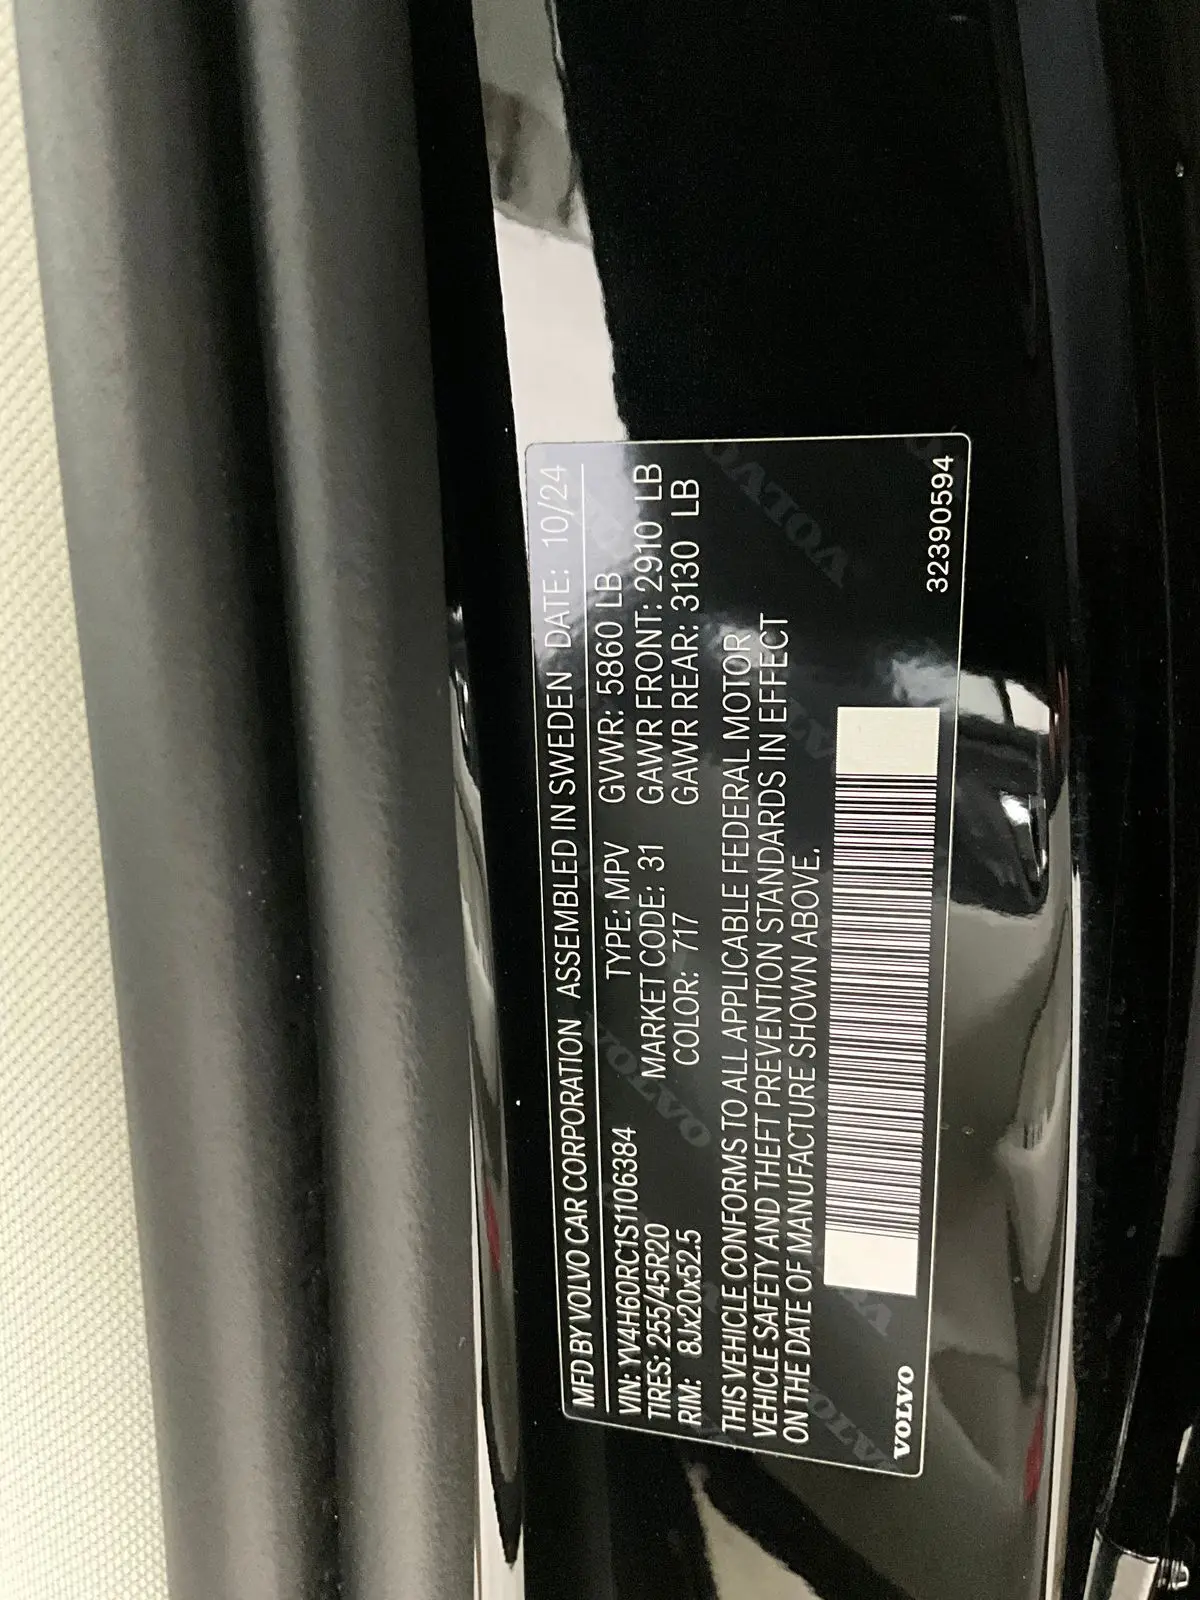 MFD BY VOLVO CAR CORPORATION ASSEMBLED IN SWEDEN DATE: 10/24
VIN: YV4H60RC1S1106384 TYPE: MPV GVWR: 5860 LB
TIRES: 255/45R20 MARKET CODE: 31 GAWR FRONT: 2910 LB
RIM: 8Jx20x52.5 COLOR: 717 GAWR REAR: 3130 LB
THIS VEHICLE CONFORMS TO ALL APPLICABLE FEDERAL MOTOR
VEHICLE SAFETY AND THEFT PREVENTION STANDARDS IN EFFECT
ON THE DATE OF MANUFACTURE SHOWN ABOVE.
VOLVO 32390594